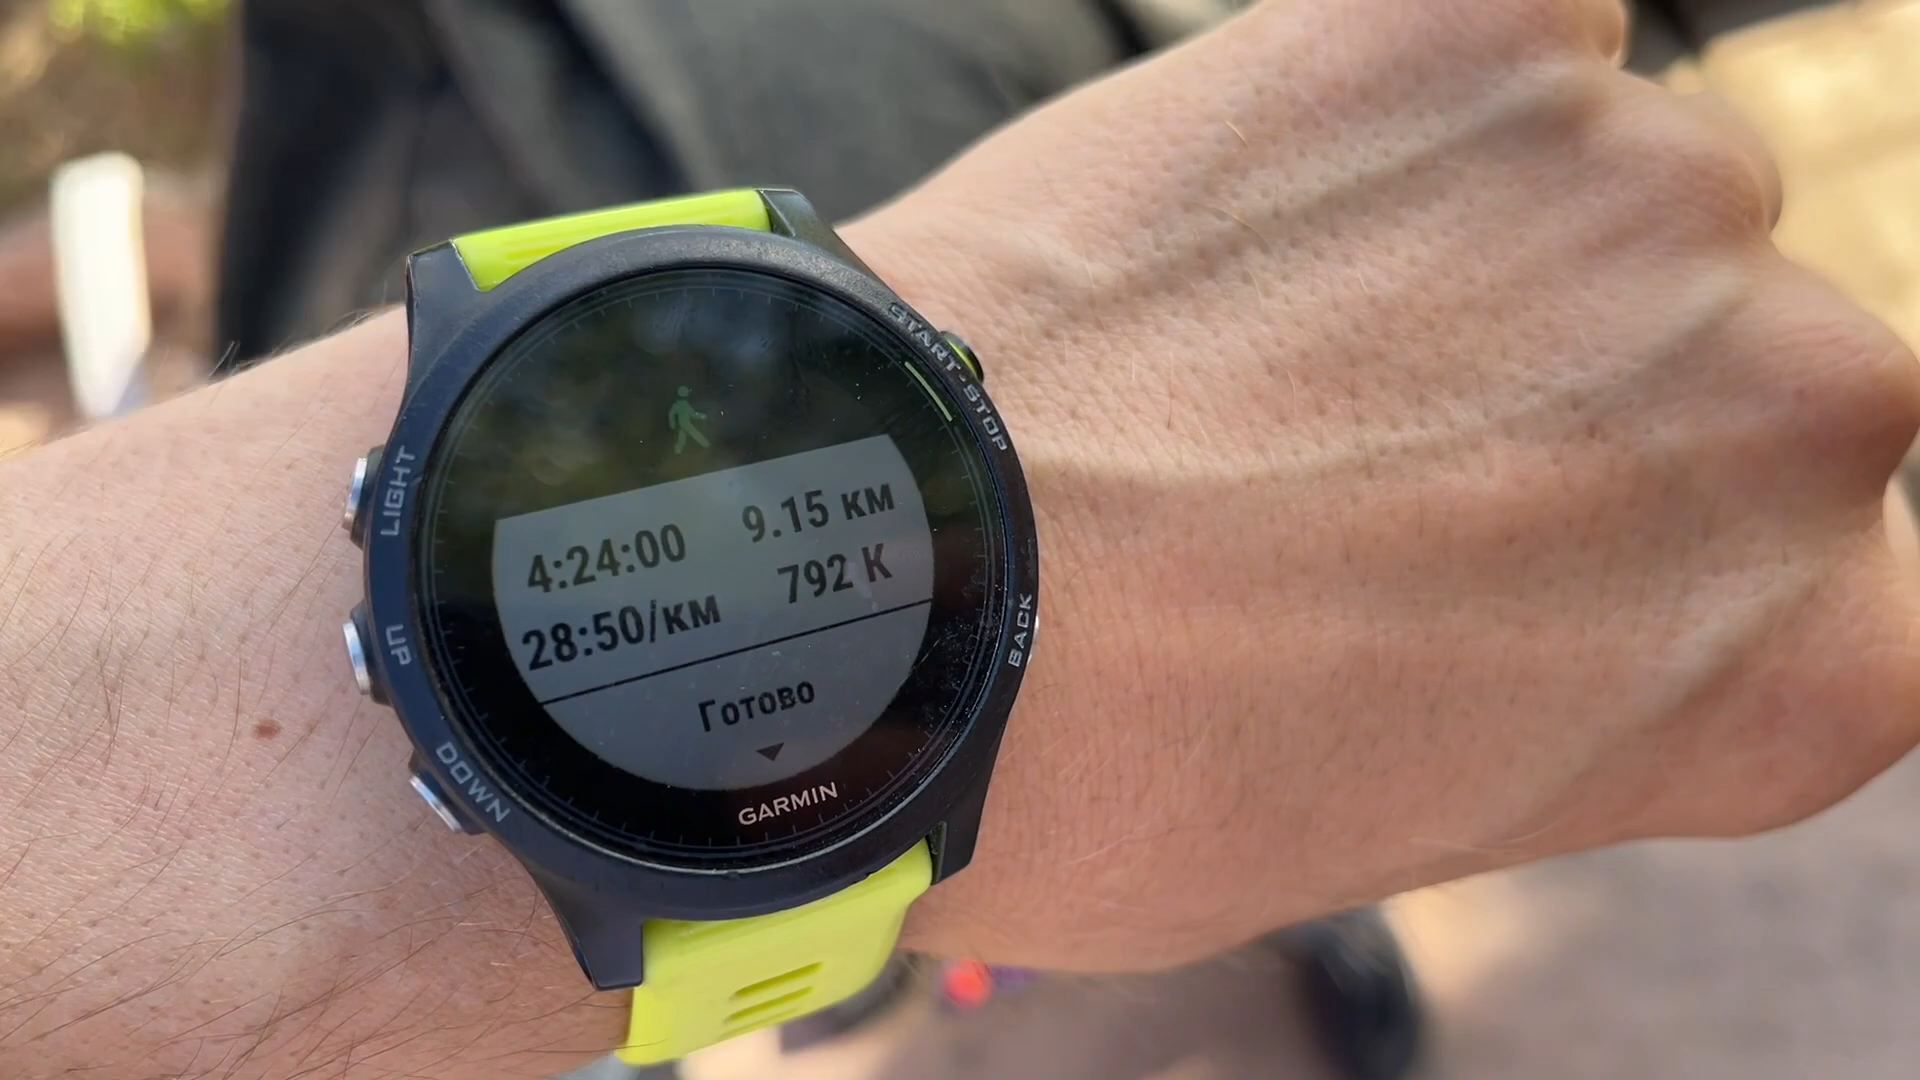 START·STOP
LIGHT
4:24:00 9.15 км
28:50/км 792 К
UP
BACK
Готово
DOWN
GARMIN